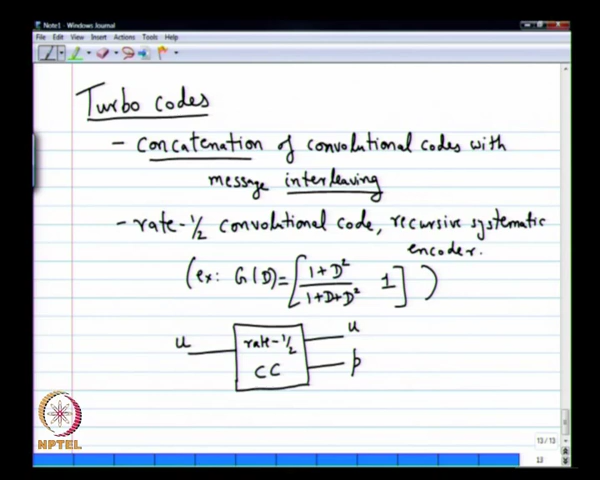 Note1 - Windows Journal
File Edit View Insert Actions Tools Help
Turbo codes
- concatenation of convolutional codes with
message interleaving
- rate-1/2 convolutional code, recursive systematic
encoder.
(ex: G(D)=[1+D²/1+D+D² 1])
u
rate-1/2
CC
u
p
NPTEL
13/13
13